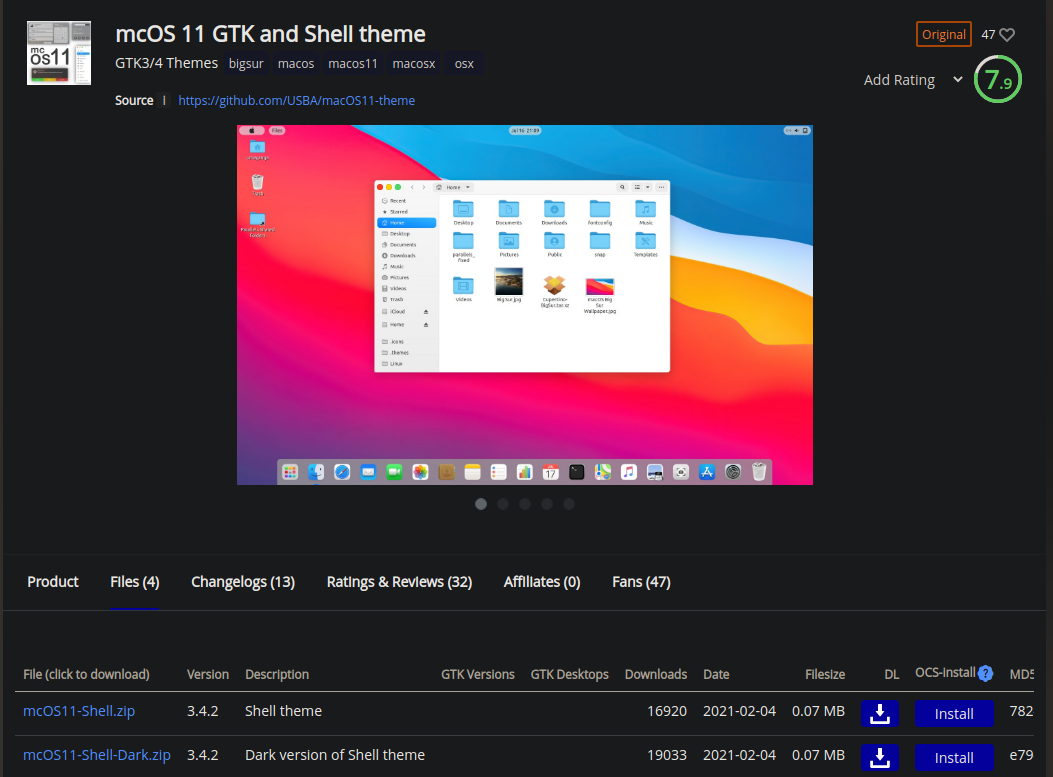 mcOS 11 GTK and Shell theme
Original 47
GTK3/4 Themes bigsur macos macos11 macosx osx
Add Rating 7.9
Source | https://github.com/USBA/macOS11-theme
mc
OS11
Files Jul 16 21:09
Home
Trash
Recent
Starred
Home
Desktop
Documents
Downloads
Music
Pictures
Videos
Trash
iCloud
Home
.icons
.themes
Linux
Desktop Documents Downloads fontconfig Music
parallels_ Pictures Public snap Templates
fixed
Videos BigSur.jpg Cupertino- macOS Big
BigSur.tar.xz Sur
Wallpaper.jpg
17
Product Files (4) Changelogs (13) Ratings & Reviews (32) Affiliates (0) Fans (47)
File (click to download) Version Description GTK Versions GTK Desktops Downloads Date Filesize DL OCS-Install ? MD5
mcOS11-Shell.zip 3.4.2 Shell theme 16920 2021-02-04 0.07 MB Install 782
mcOS11-Shell-Dark.zip 3.4.2 Dark version of Shell theme 19033 2021-02-04 0.07 MB Install e79